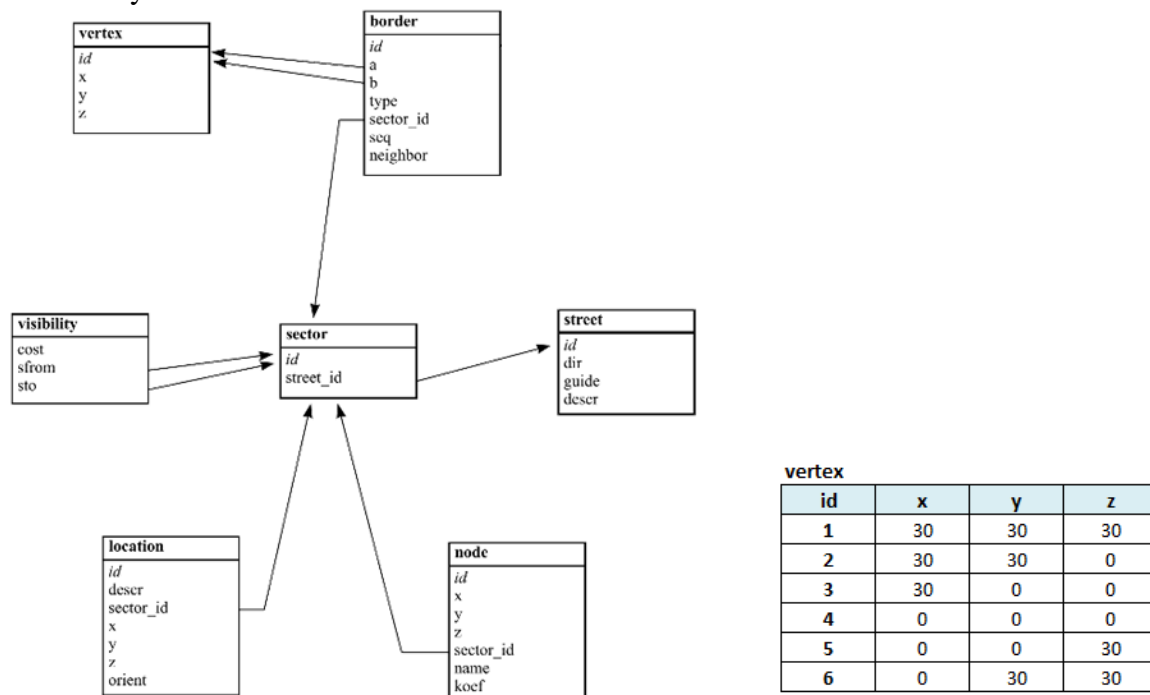 vertex
id
x
y
z
border
id
a
b
type
sector_id
seq
neighbor
visibility
cost
sfrom
sto
sector
id
street_id
street
id
dir
guide
descr
location
id
descr
sector_id
x
y
z
orient
node
id
x
y
z
sector_id
name
koef
vertex
id x y z
1 30 30 30
2 30 30 0
3 30 0 0
4 0 0 0
5 0 0 30
6 0 30 30